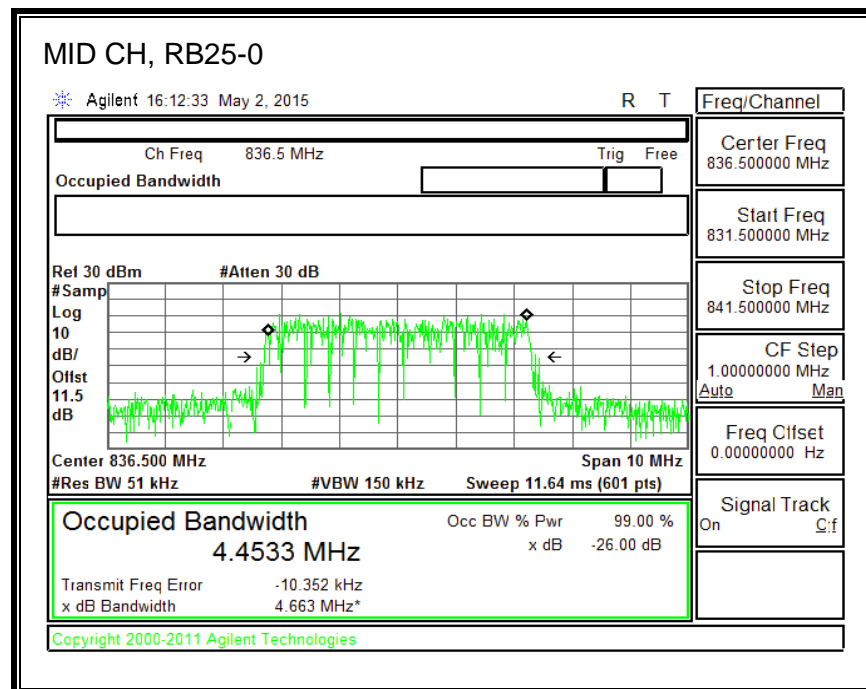 MID CH, RB25-0
Agilent 16:12:33 May 2, 2015 R T
Freq/Channel
Ch Freq 836.5 MHz Trig Free
Occupied Bandwidth
Center Freq
836.500000 MHz
Start Freq
831.500000 MHz
Stop Freq
841.500000 MHz
CF Step
1.00000000 MHz
Auto Man
Freq Offset
0.00000000 Hz
Signal Track
On Off
Ref 30 dBm #Atten 30 dB
#Samp
Log
10
dB/
Offst
11.5
dB
Center 836.500 MHz Span 10 MHz
#Res BW 51 kHz #VBW 150 kHz Sweep 11.64 ms (601 pts)
Occupied Bandwidth
4.4533 MHz
Occ BW % Pwr 99.00 %
x dB -26.00 dB
Transmit Freq Error -10.352 kHz
x dB Bandwidth 4.663 MHz*
Copyright 2000-2011 Agilent Technologies